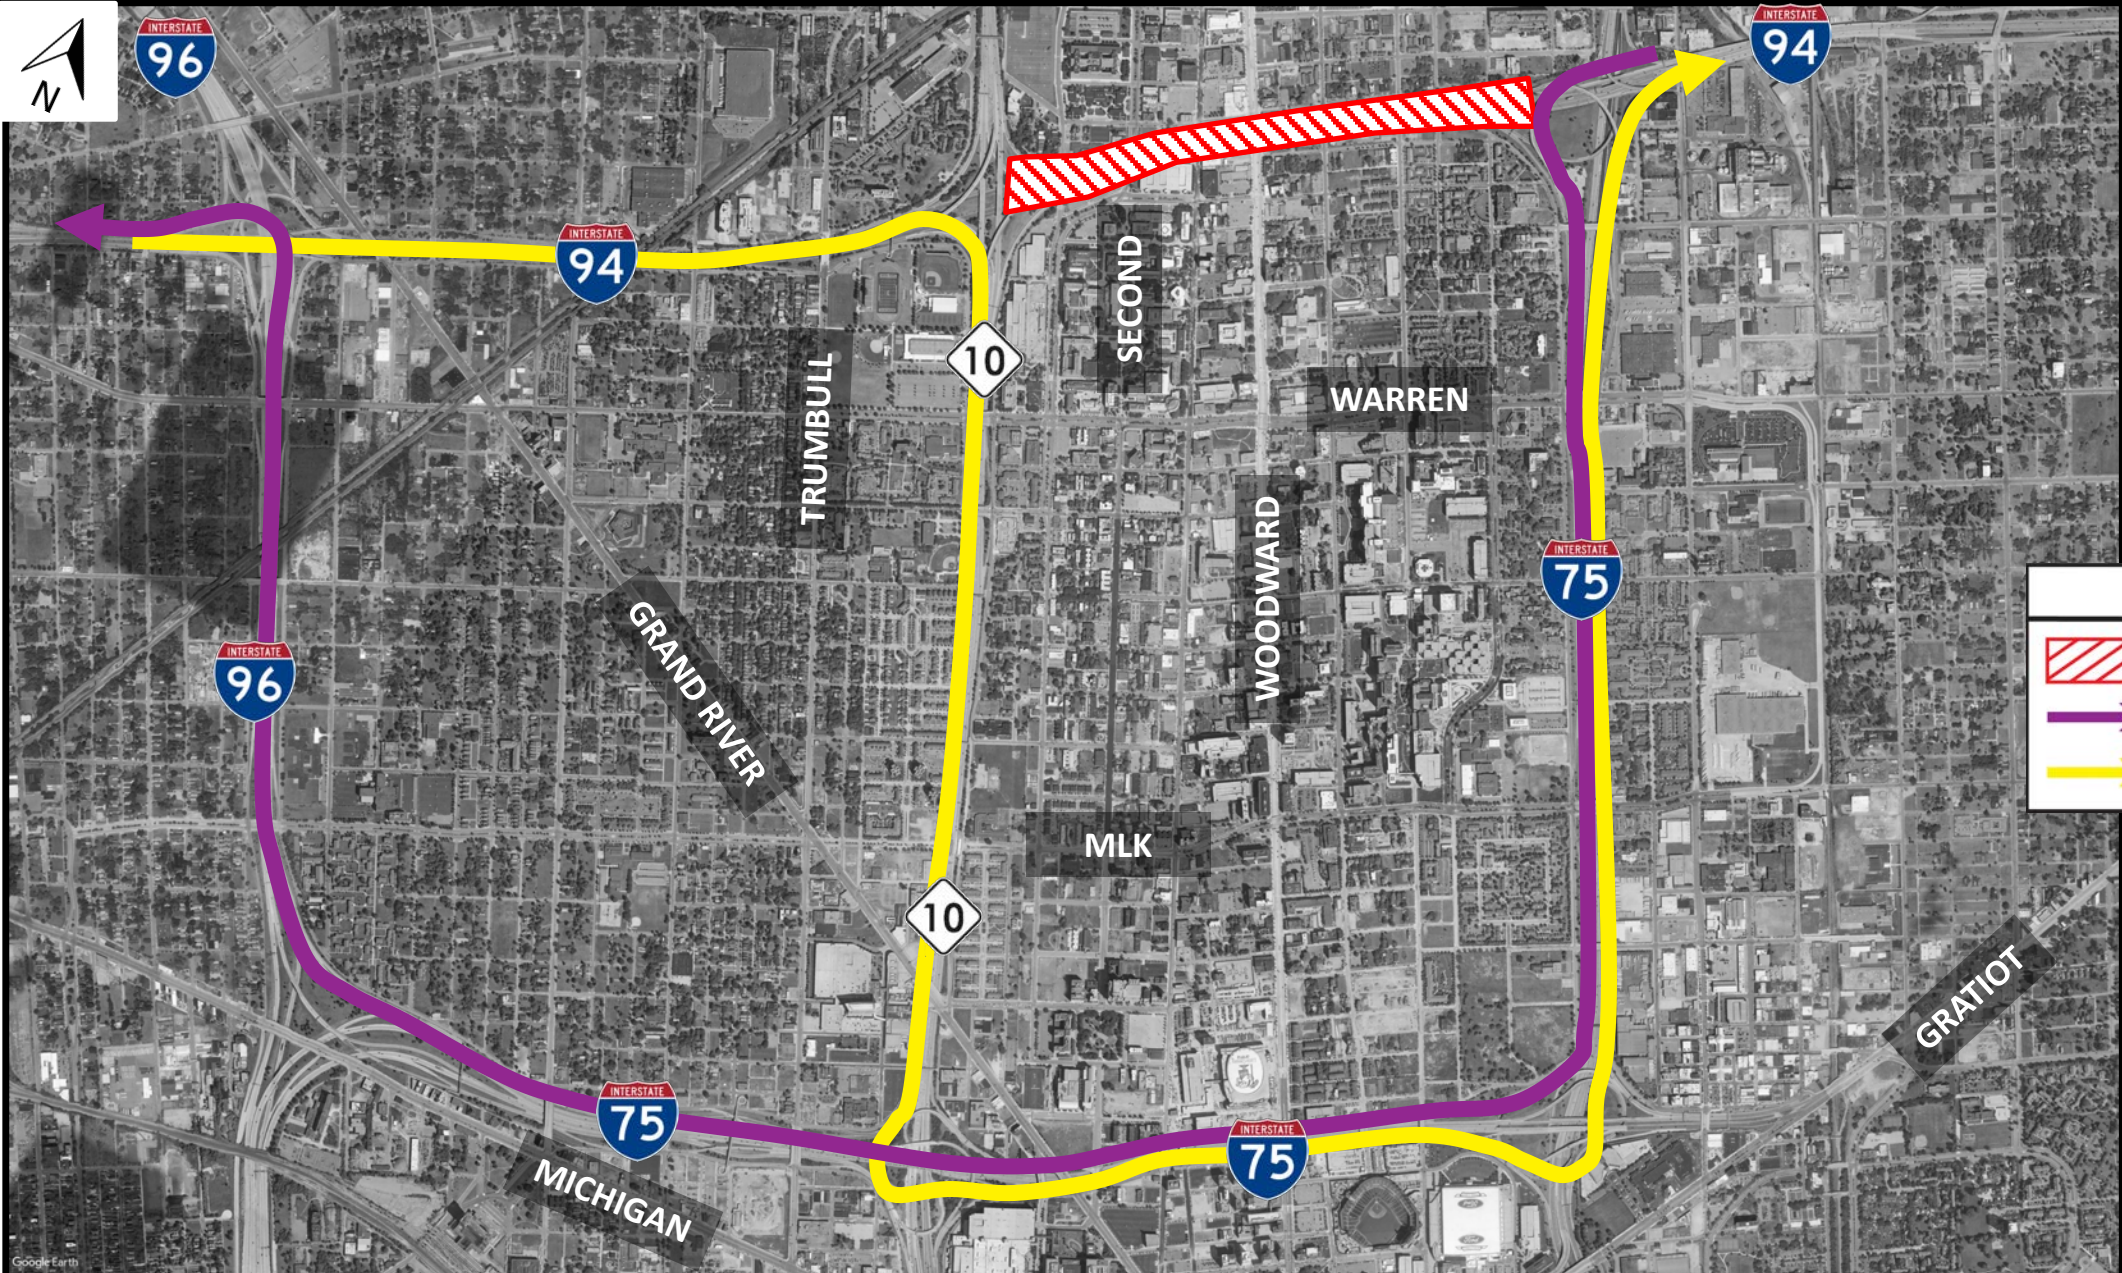 N
INTERSTATE
96
INTERSTATE
94
INTERSTATE
94
SECOND
10
TRUMBULL
WARREN
WOODWARD
INTERSTATE
75
GRAND RIVER
INTERSTATE
96
MLK
10
GRATIOT
INTERSTATE
75
INTERSTATE
75
MICHIGAN
Google Earth